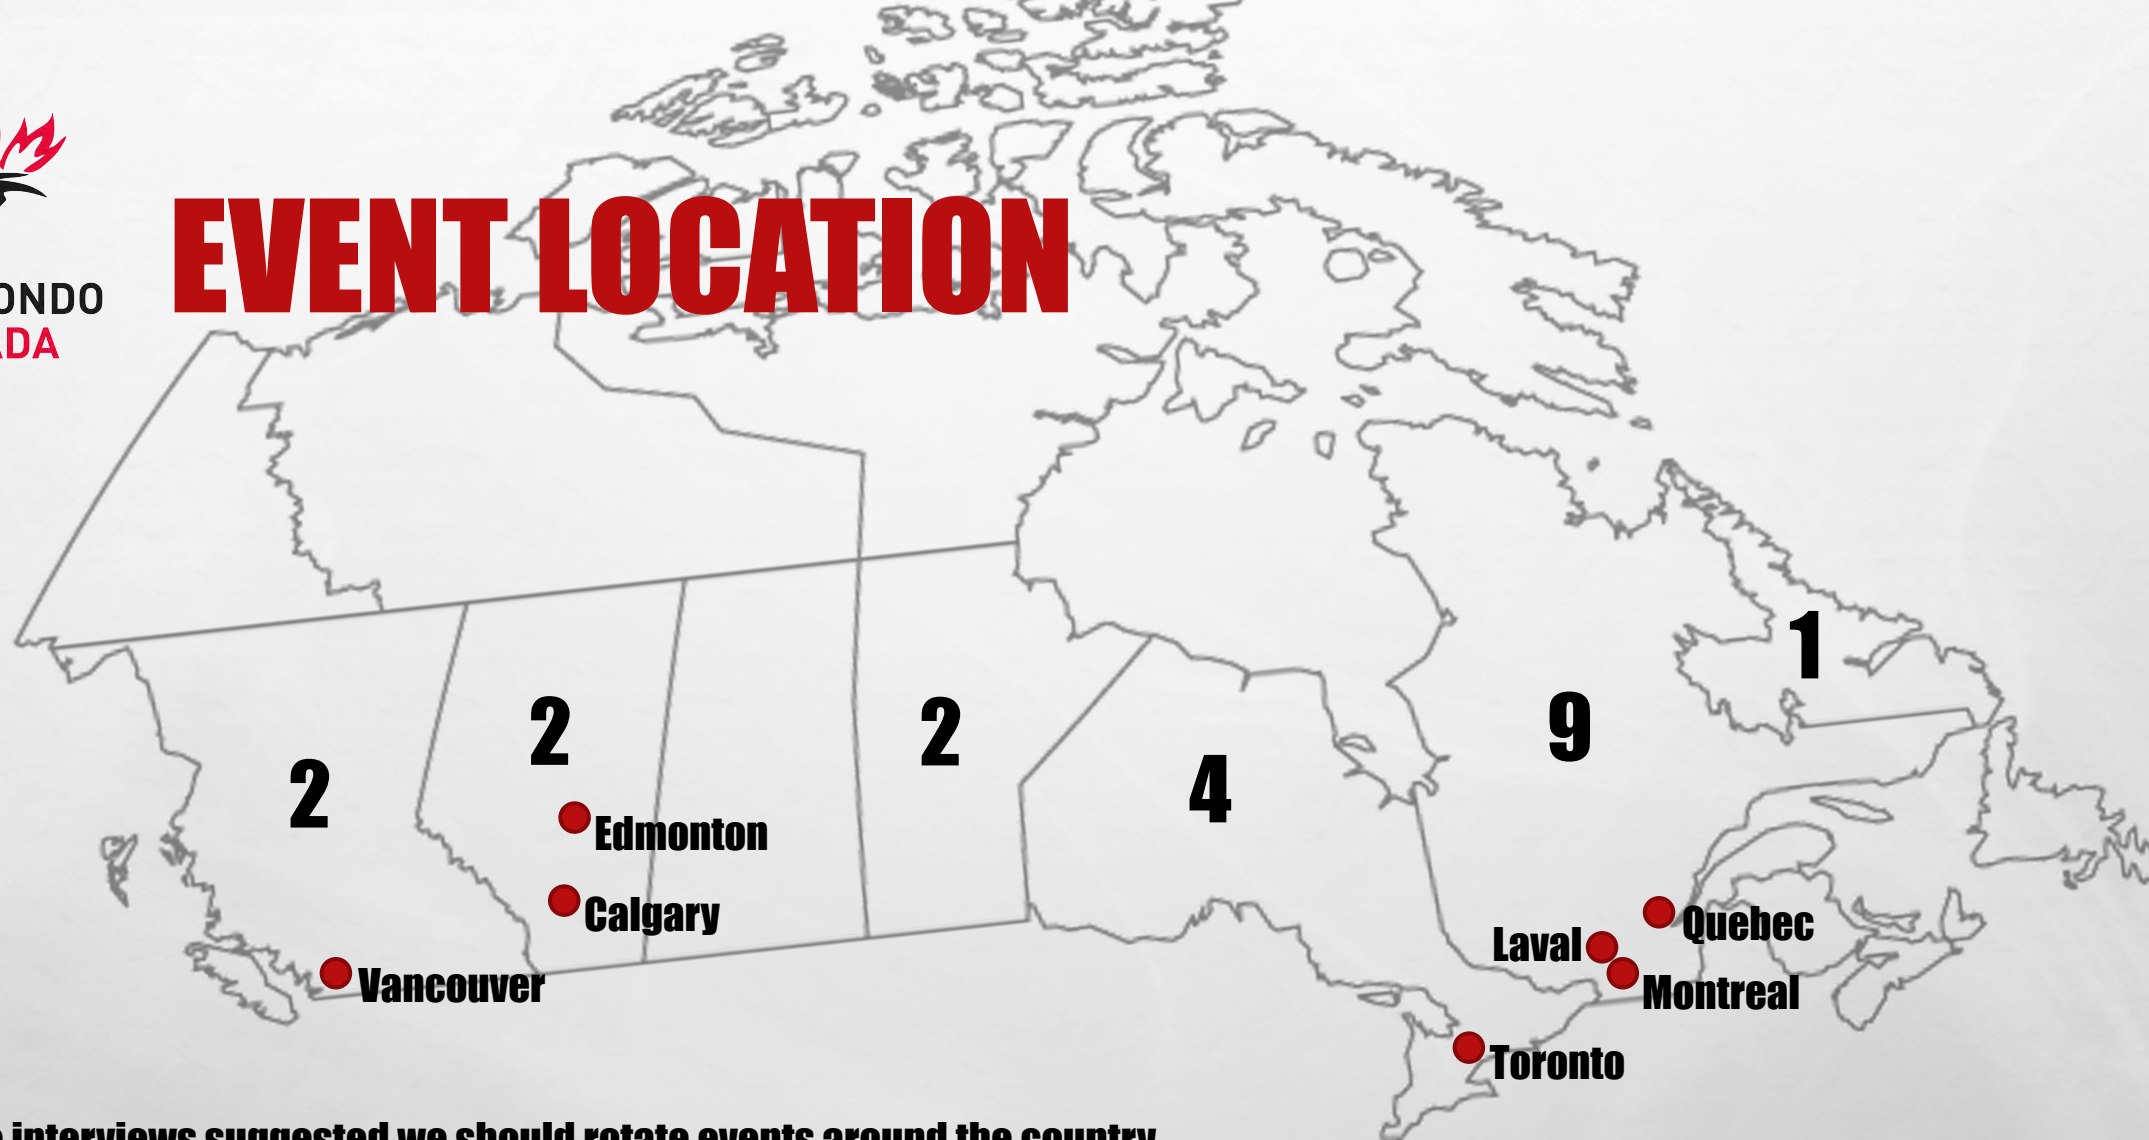 ONDO
ADA
EVENT LOCATION
1
2
2
9
2
4
Edmonton
Calgary
Quebec
Laval
Vancouver
Montreal
Toronto
interviews suggested we should rotate events around the country